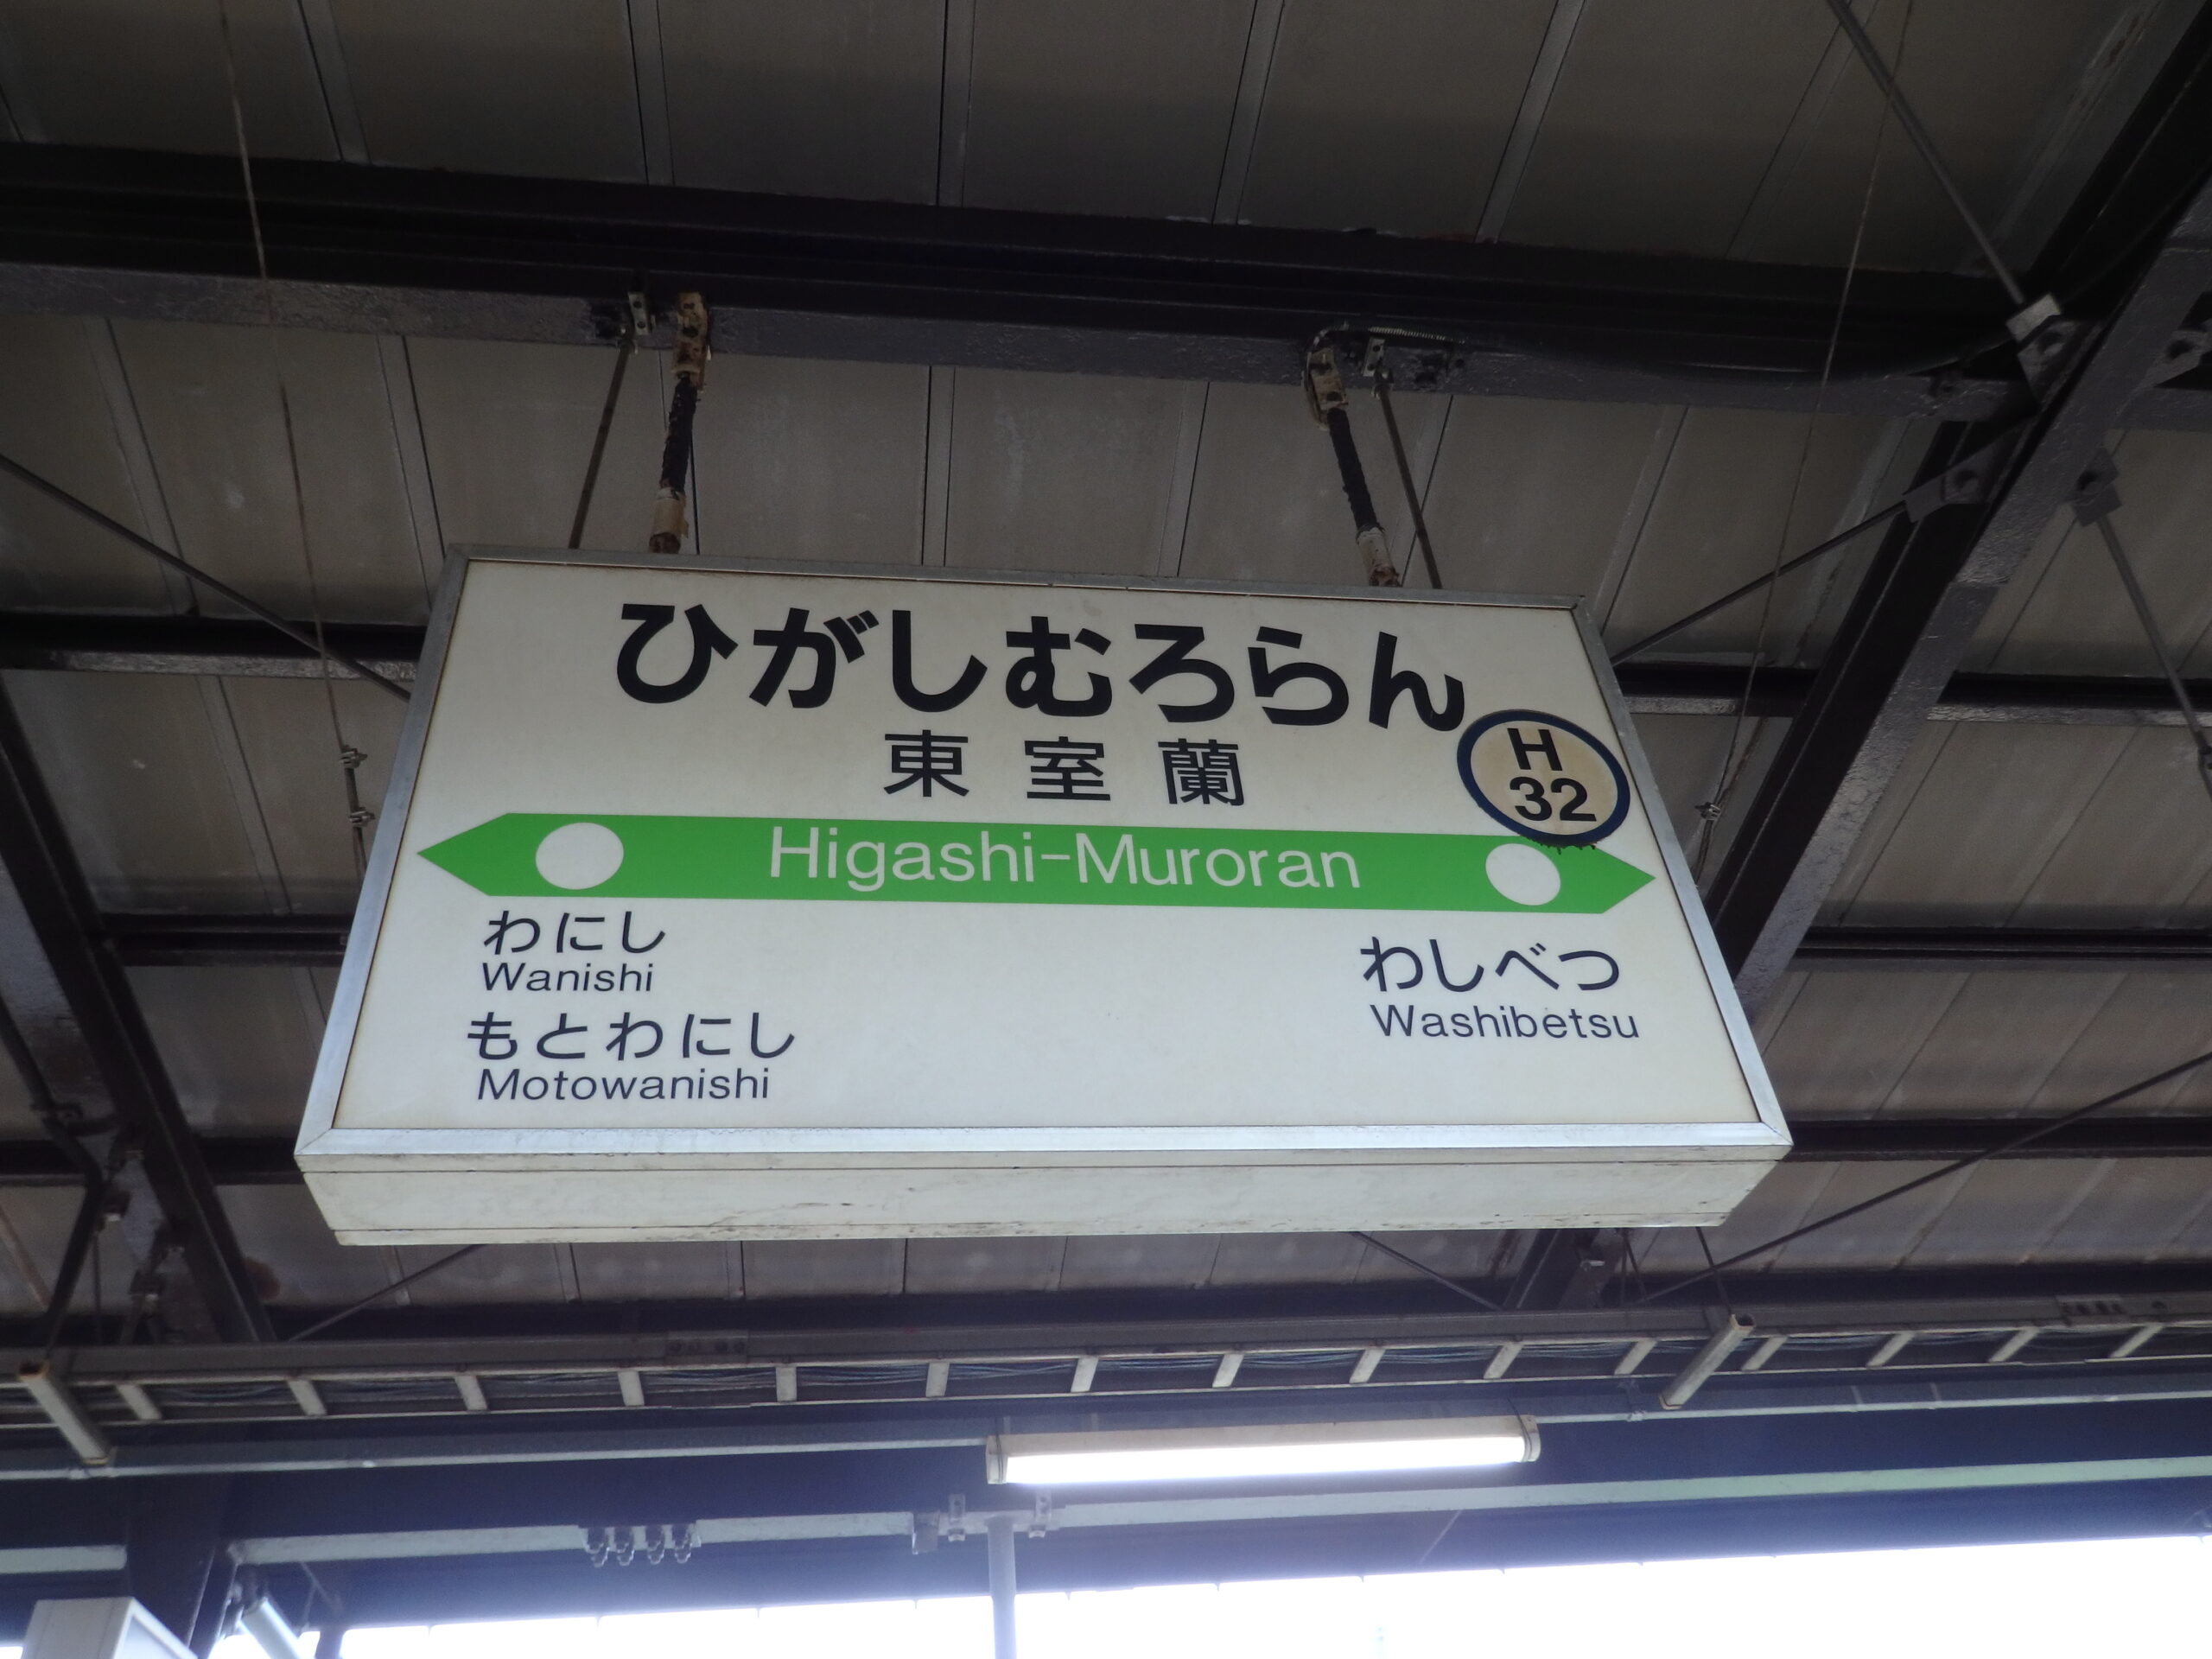 ひがしむろらん
東室蘭
H
32
Higashi-Muroran
わにし
Wanishi
もとわにし
Motowanishi
わしべつ
Washibetsu